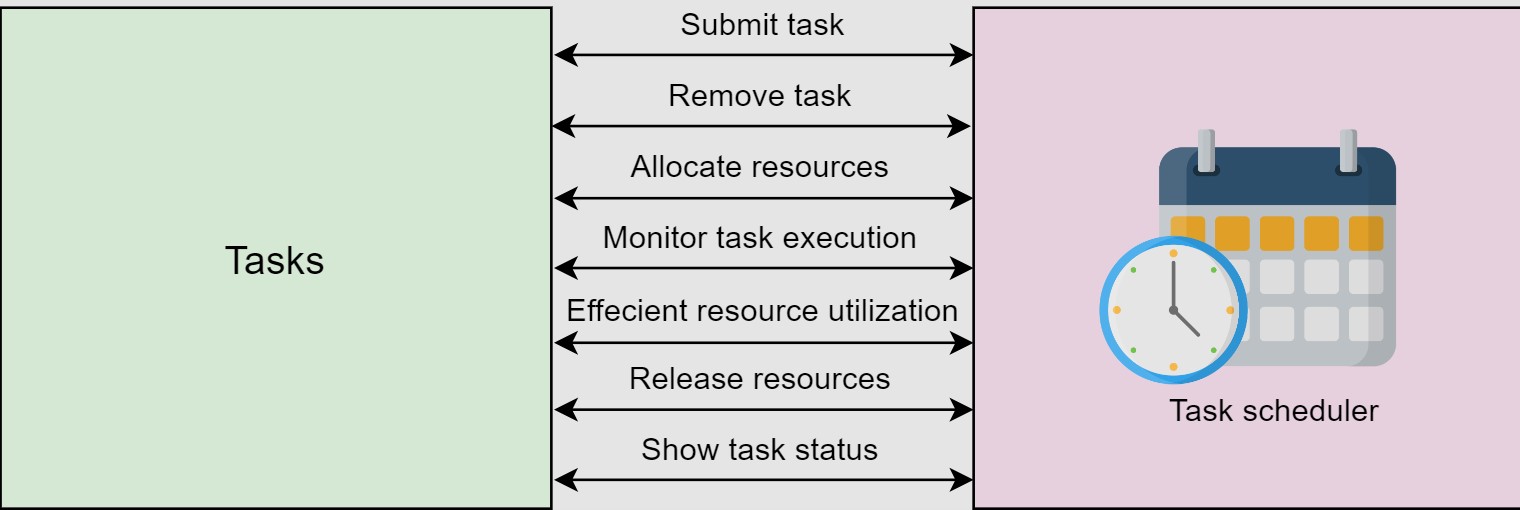 Submit task
Remove task
Allocate resources
Monitor task execution
Effecient resource utilization
Release resources
Show task status
Tasks
Task scheduler